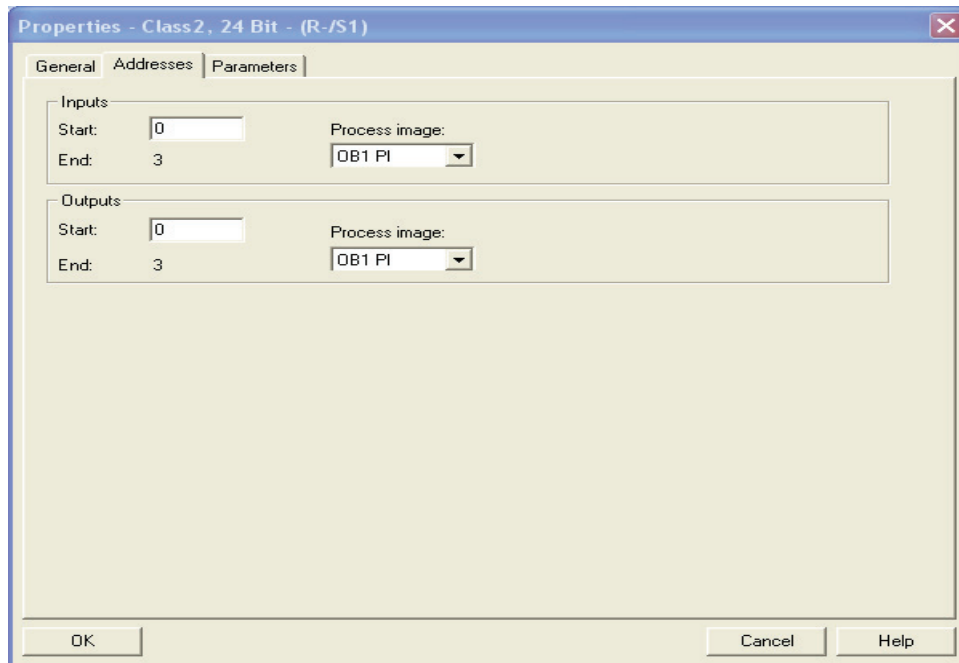 Properties - Class2, 24 Bit - (R-/S1)
General Addresses Parameters
Inputs
Start: 0 Process image:
End: 3 OB1 PI
Outputs
Start: 0 Process image:
End: 3 OB1 PI
OK Cancel Help